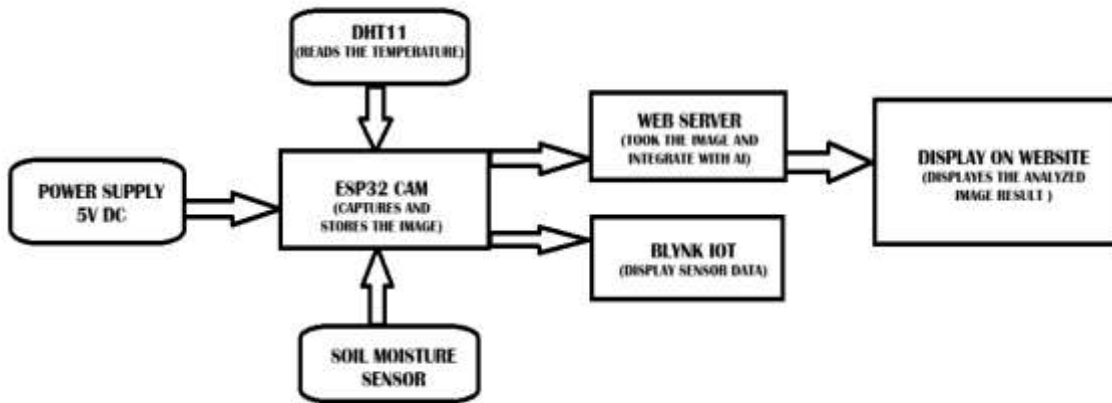 DHT11
(READS THE TEMPERATURE)
POWER SUPPLY
5V DC
ESP32 CAM
(CAPTURES AND
STORES THE IMAGE)
SOIL MOISTURE
SENSOR
WEB SERVER
(TOOK THE IMAGE AND
INTEGRATE WITH AI)
BLYNK IOT
(DISPLAY SENSOR DATA)
DISPLAY ON WEBSITE
(DISPLAYES THE ANALYZED
IMAGE RESULT )